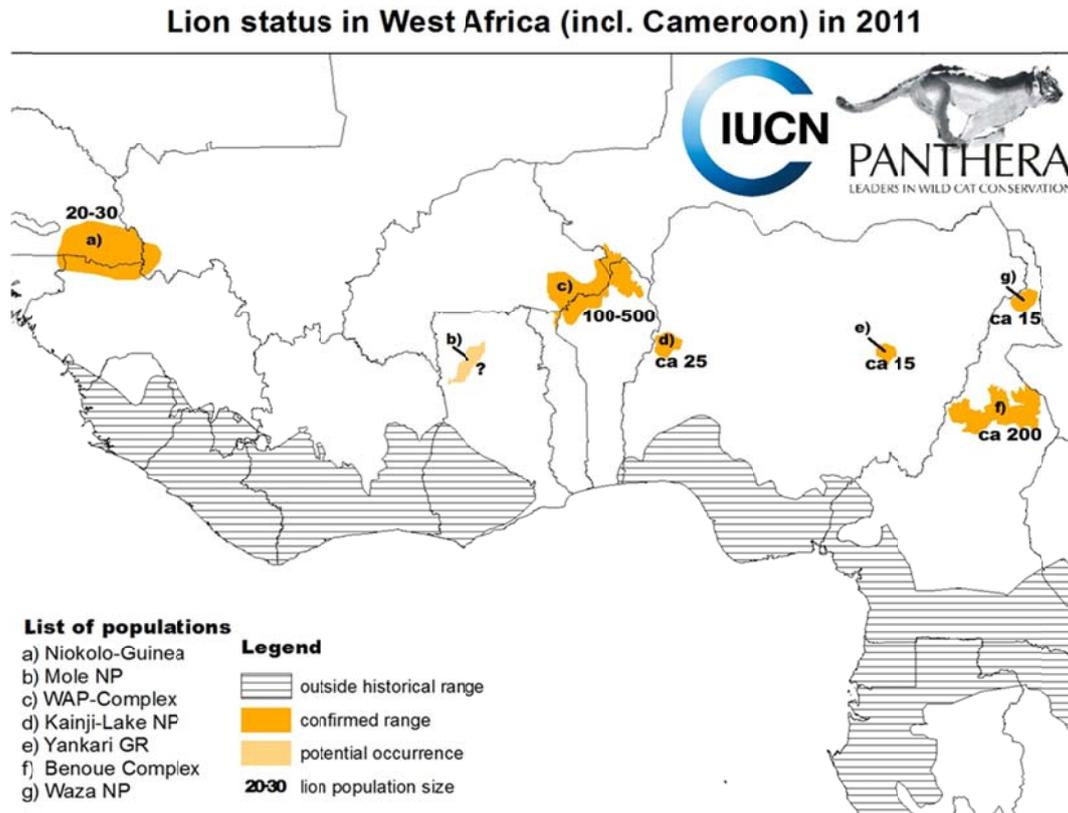 Lion status in West Africa (incl. Cameroon) in 2011
IUCN
PANTHERA
LEADERS IN WILD CAT CONSERVATION
20-30
a)
c)
100-500
b)
?
d)
ca 25
e)
ca 15
g)
ca 15
f)
ca 200
List of populations
a) Niokolo-Guinea
b) Mole NP
c) WAP-Complex
d) Kainji-Lake NP
e) Yankari GR
f) Benoue Complex
g) Waza NP
Legend
outside historical range
confirmed range
potential occurrence
20-30 lion population size